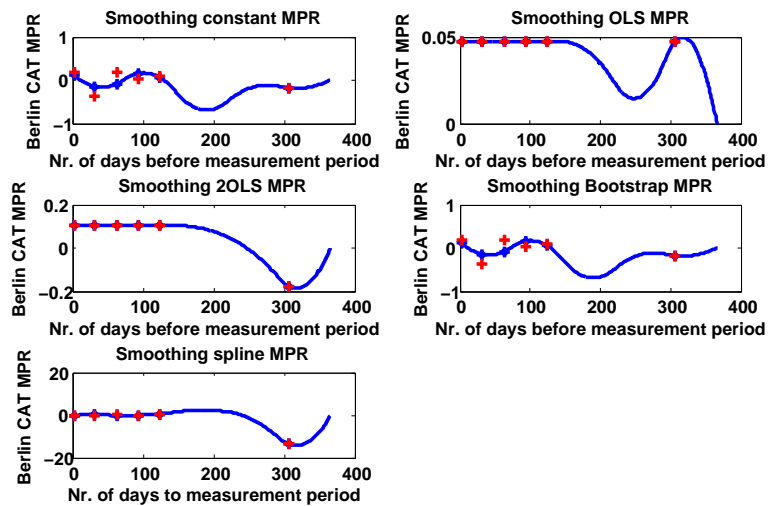 Smoothing constant MPR
Berlin CAT MPR
1
0
−1
0 100 200 300 400
Nr. of days before measurement period
Smoothing OLS MPR
Berlin CAT MPR
0.05
0
0 100 200 300 400
Nr. of days before measurement period
Smoothing 2OLS MPR
Berlin CAT MPR
0.2
0
−0.2
0 100 200 300 400
Nr. of days before measurement period
Smoothing Bootstrap MPR
Berlin CAT MPR
1
0
−1
0 100 200 300 400
Nr. of days before measurement period
Smoothing spline MPR
Berlin CAT MPR
20
0
−20
0 100 200 300 400
Nr. of days to measurement period